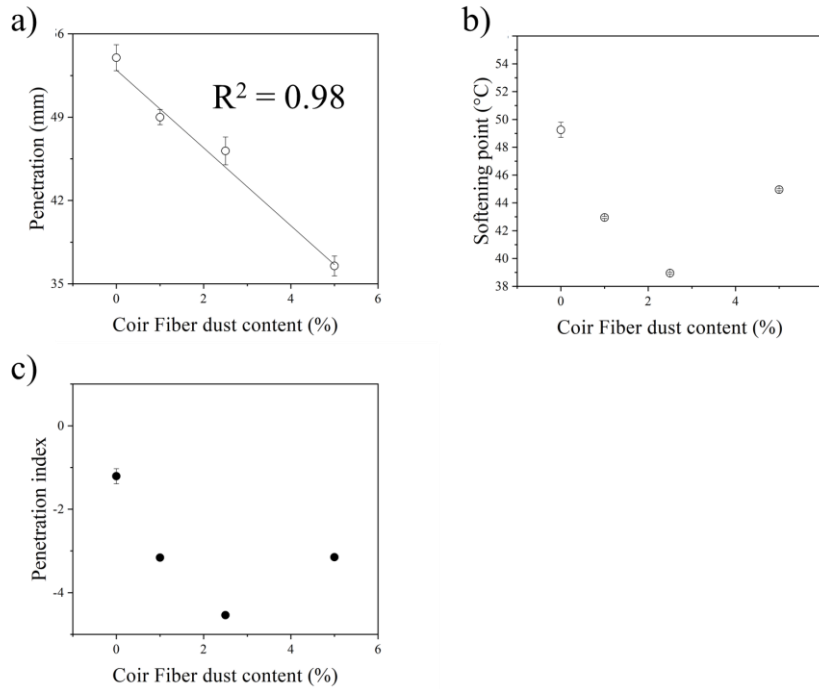 a)
Penetration (mm)
56
49
42
35
R² = 0.98
0 2 4 6
Coir Fiber dust content (%)
b)
Softening point (°C)
54
52
50
48
46
44
42
40
38
0 4
Coir Fiber dust content (%)
c)
Penetration index
0
-2
-4
0 2 4 6
Coir Fiber dust content (%)